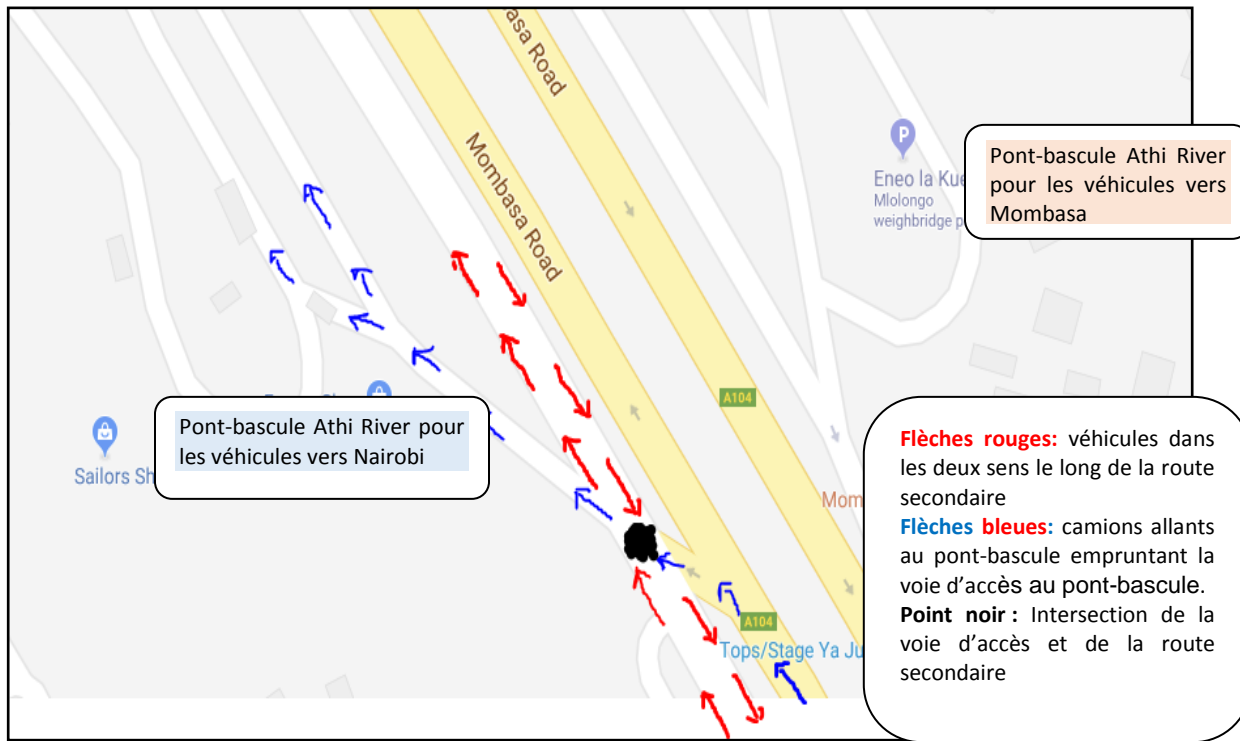 asa Road
Mombasa Road
Eneo la Kue
Mlolongo
weighbridge p
Pont-bascule Athi River
pour les véhicules vers
Mombasa
A104
Pont-bascule Athi River pour
les véhicules vers Nairobi
Sailors Sh
Mom
A104
Tops/Stage Ya Ju
Flèches rouges: véhicules dans
les deux sens le long de la route
secondaire
Flèches bleues: camions allants
au pont-bascule empruntant la
voie d'accès au pont-bascule.
Point noir : Intersection de la
voie d'accès et de la route
secondaire